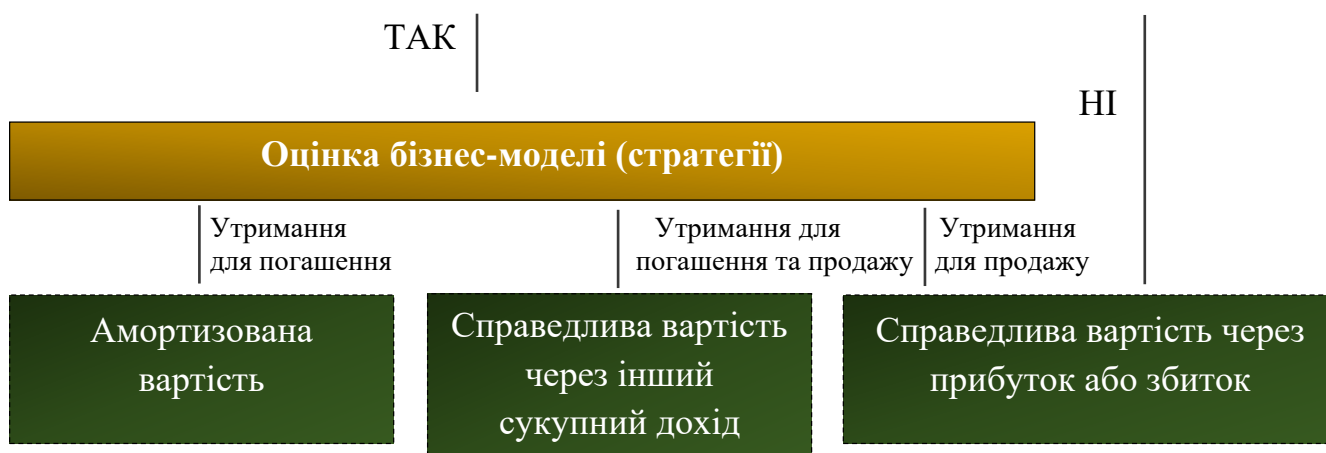 ТАК
НІ
Оцінка бізнес-моделі (стратегії)
Утримання
для погашення
Утримання для
погашення та продажу
Утримання
для продажу
Амортизована
вартість
Справедлива вартість
через інший
сукупний дохід
Справедлива вартість через
прибуток або збиток